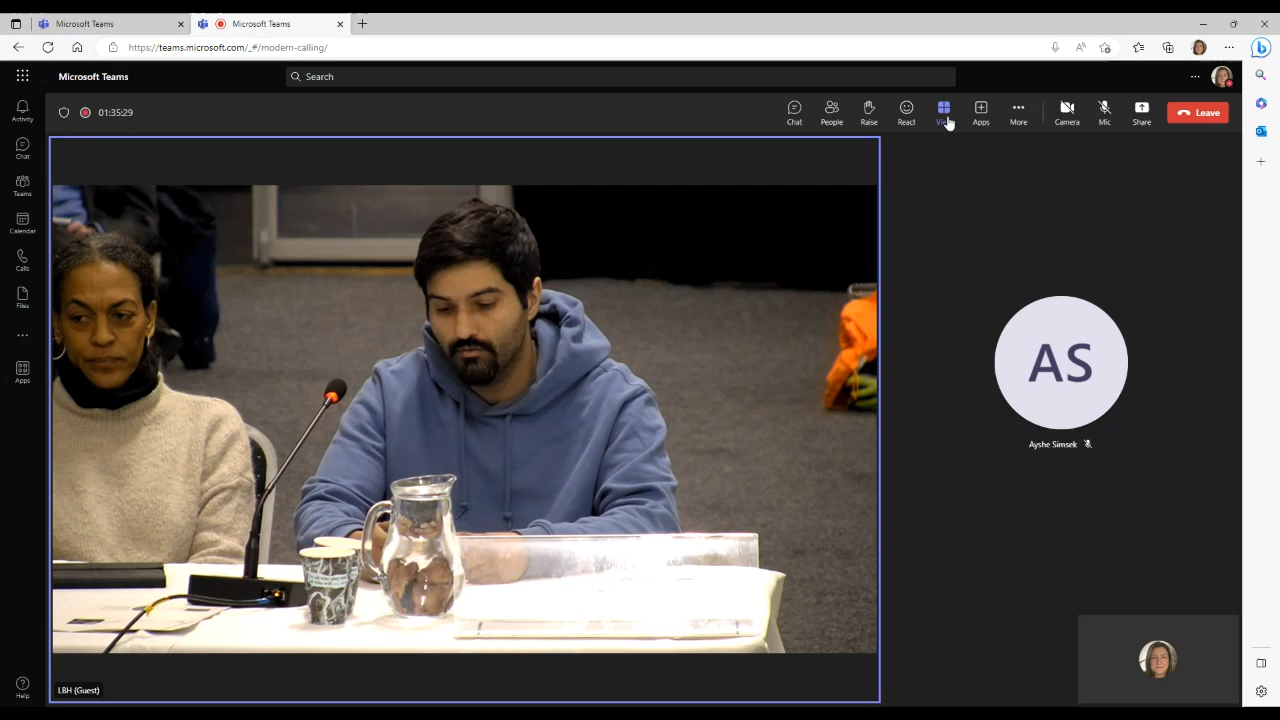 Microsoft Teams
Microsoft Teams
https://teams.microsoft.com/_#/modern-calling/
Microsoft Teams
Search
01:35:29
Chat
People
Raise
React
Apps
More
Camera
Mic
Share
Leave
Activity
Chat
Teams
Calendar
Calls
Files
Apps
Help
AS
Ayshe Simsek
LBH (Guest)